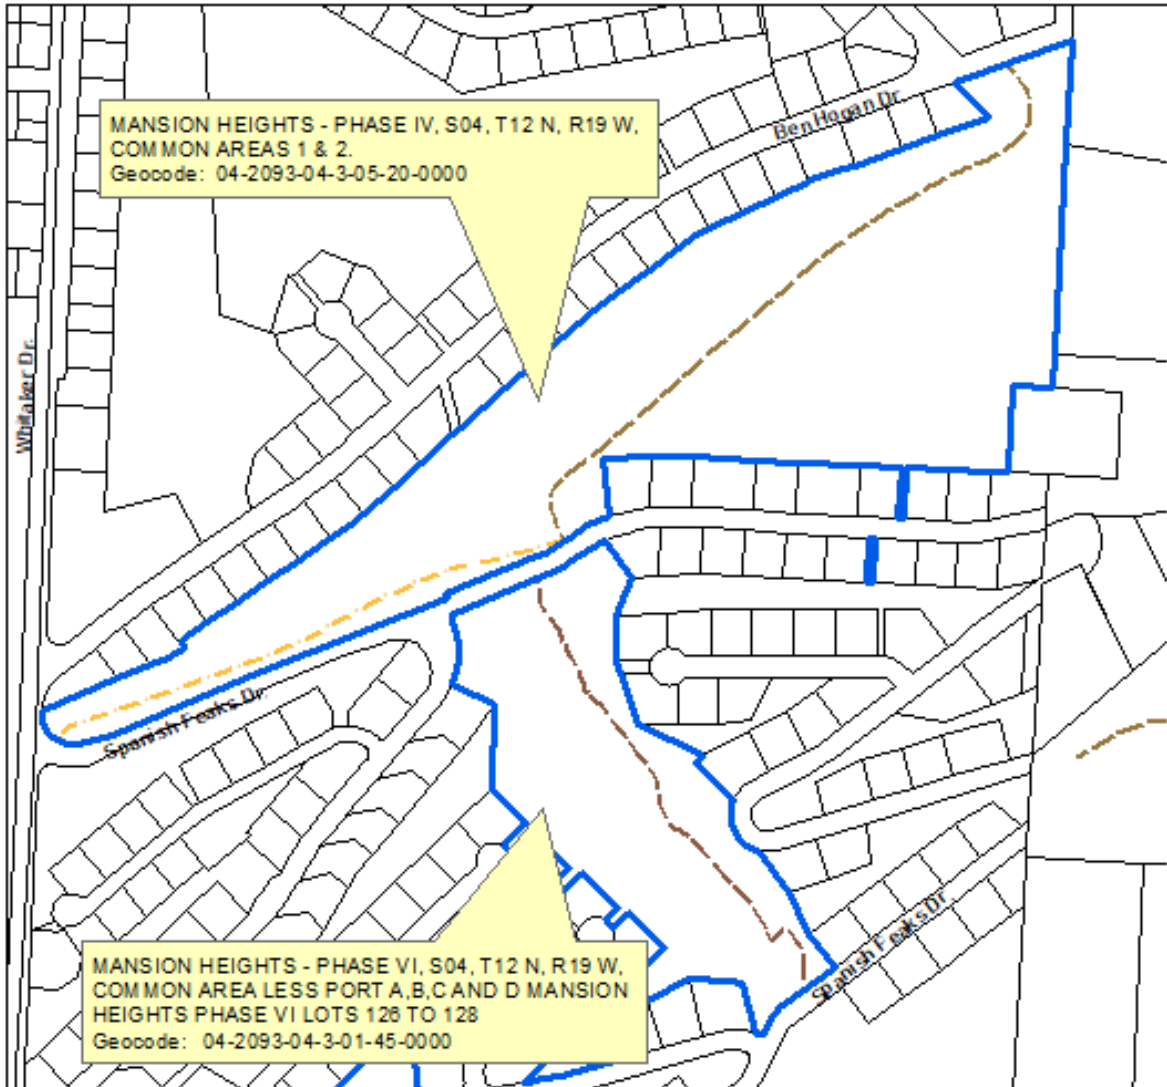 MANSION HEIGHTS - PHASE IV, S04, T12 N, R19 W,
COMMON AREAS 1 & 2.
Geocode: 04-2093-04-3-05-20-0000
Ben Hogan Dr
Whitaker Dr.
Spanish Peaks Dr.
Spanish Peaks Dr
MANSION HEIGHTS - PHASE VI, S04, T12 N, R19 W,
COMMON AREA LESS PORT A,B,C AND D MANSION
HEIGHTS PHASE VI LOTS 126 TO 128
Geocode: 04-2093-04-3-01-45-0000